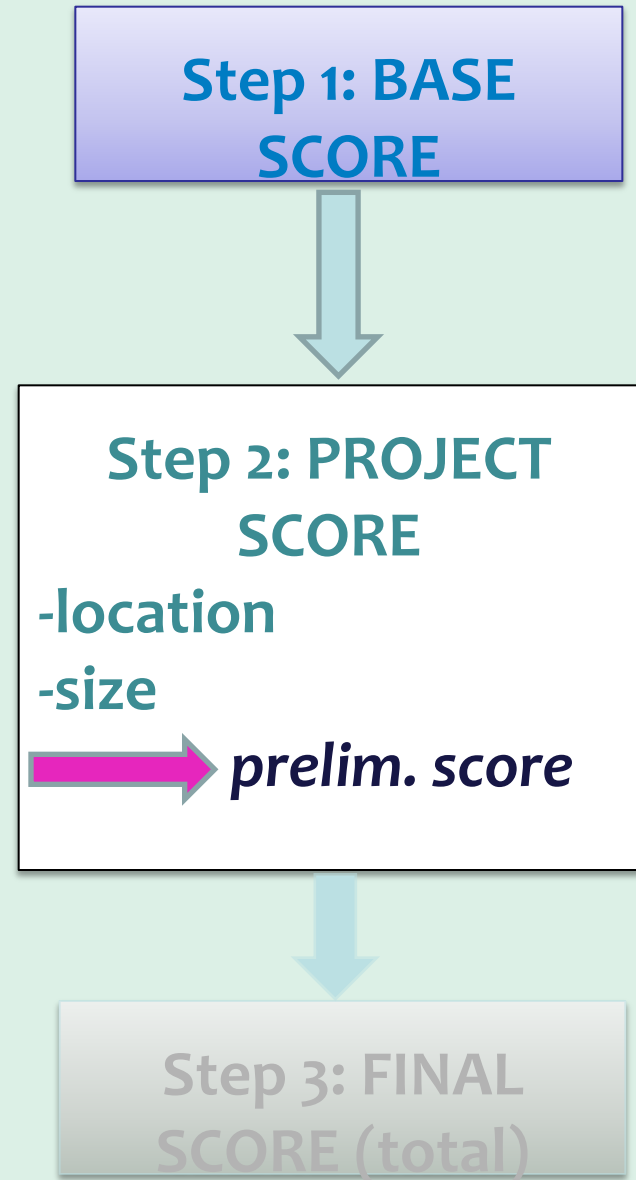 Step 1: BASE
SCORE
Step 2: PROJECT
SCORE
-location
-size
prelim. score
Step 3: FINAL
SCORE (total)